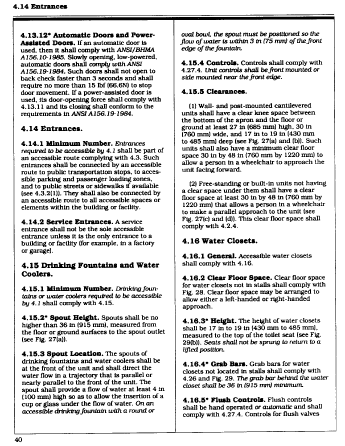 4.14 Entrances
4.13.12* Automatic Doors and Power-
Assisted Doors. If an automatic door is
used, then it shall comply with ANSI/BHMA
A156.10-1985. Slowly opening, low-powered,
automatic doors shall comply with ANSI
A156.19-1984. Such doors shall not open to
back check faster than 3 seconds and shall
require no more than 15 lbf (66.6N) to stop
door movement. If a power-assisted door is
used, its door-opening force shall comply with
4.13.11 and its closing shall conform to the
requirements in ANSI A156.19-1984.
4.14 Entrances.
4.14.1 Minimum Number. Entrances
required to be accessible by 4.1 shall be part of
an accessible route complying with 4.3. Such
entrances shall be connected by an accessible
route to public transportation stops, to acces-
sible parking and passenger loading zones,
and to public streets or sidewalks if available
(see 4.3.2(1)). They shall also be connected by
an accessible route to all accessible spaces or
elements within the building or facility.
4.14.2 Service Entrances. A service
entrance shall not be the sole accessible
entrance unless it is the only entrance to a
building or facility (for example, in a factory
or garage).
4.15 Drinking Fountains and Water
Coolers.
4.15.1 Minimum Number. Drinking foun-
tains or water coolers required to be accessible
by 4.1 shall comply with 4.15.
4.15.2* Spout Height. Spouts shall be no
higher than 36 in (915 mm), measured from
the floor or ground surfaces to the spout outlet
(see Fig. 27(a)).
4.15.3 Spout Location. The spouts of
drinking fountains and water coolers shall be
at the front of the unit and shall direct the
water flow in a trajectory that is parallel or
nearly parallel to the front of the unit. The
spout shall provide a flow of water at least 4 in
(100 mm) high so as to allow the insertion of a
cup or glass under the flow of water. On an
accessible drinking fountain with a round or
oval bowl, the spout must be positioned so the
flow of water is within 3 in (75 mm) of the front
edge of the fountain.
4.15.4 Controls. Controls shall comply with
4.27.4. Unit controls shall be front mounted or
side mounted near the front edge.
4.15.5 Clearances.
(1) Wall- and post-mounted cantilevered
units shall have a clear knee space between
the bottom of the apron and the floor or
ground at least 27 in (685 mm) high, 30 in
(760 mm) wide, and 17 in to 19 in (430 mm
to 485 mm) deep (see Fig. 27(a) and (b)). Such
units shall also have a minimum clear floor
space 30 in by 48 in (760 mm by 1220 mm) to
allow a person in a wheelchair to approach the
unit facing forward.
(2) Free-standing or built-in units not having
a clear space under them shall have a clear
floor space at least 30 in by 48 in (760 mm by
1220 mm) that allows a person in a wheelchair
to make a parallel approach to the unit (see
Fig. 27(c) and (d)). This clear floor space shall
comply with 4.2.4.
4.16 Water Closets.
4.16.1 General. Accessible water closets
shall comply with 4.16.
4.16.2 Clear Floor Space. Clear floor space
for water closets not in stalls shall comply with
Fig. 28. Clear floor space may be arranged to
allow either a left-handed or right-handed
approach.
4.16.3* Height. The height of water closets
shall be 17 in to 19 in (430 mm to 485 mm),
measured to the top of the toilet seat (see Fig.
29(b)). Seats shall not be sprung to return to a
lifted position.
4.16.4* Grab Bars. Grab bars for water
closets not located in stalls shall comply with
4.26 and Fig. 29. The grab bar behind the water
closet shall be 36 in (915 mm) minimum.
4.16.5* Flush Controls. Flush controls
shall be hand operated or automatic and shall
comply with 4.27.4. Controls for flush valves
40